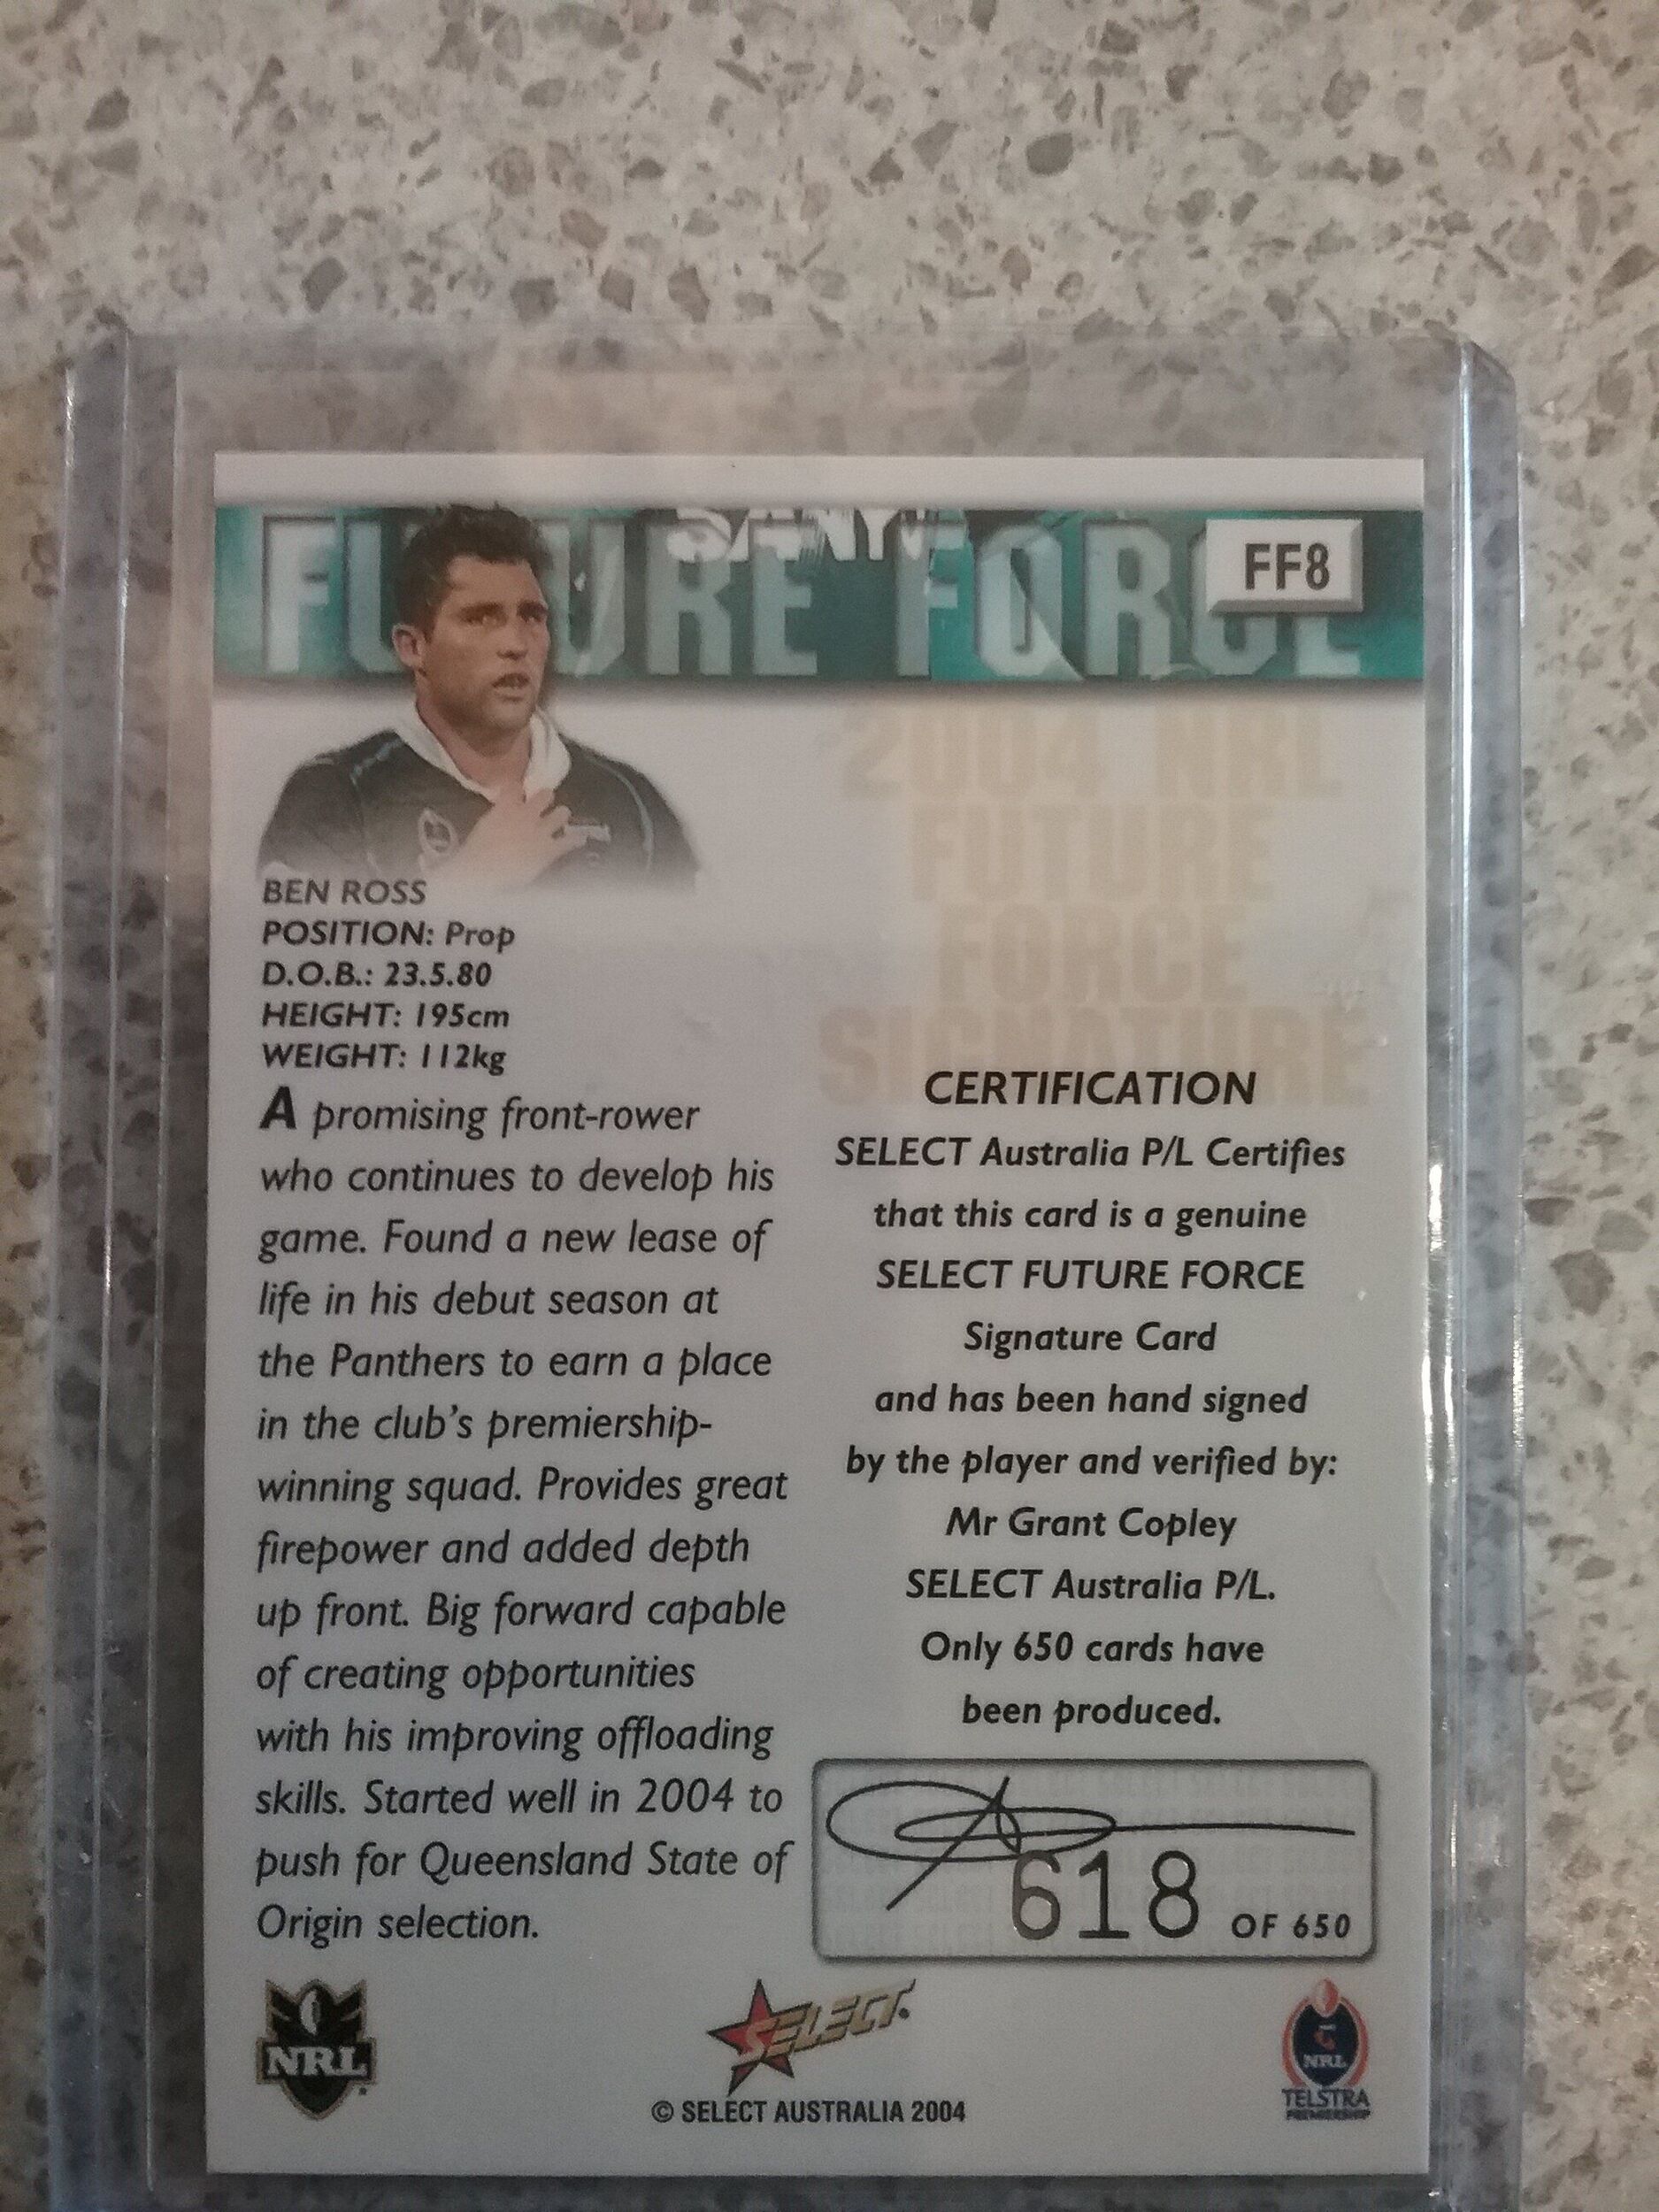 FUTURE FORCE
SANYO
FF8
2004 NRL
FUTURE
FORCE
SIGNATURE
BEN ROSS
POSITION: Prop
D.O.B.: 23.5.80
HEIGHT: 195cm
WEIGHT: 112kg
A promising front-rower
who continues to develop his
game. Found a new lease of
life in his debut season at
the Panthers to earn a place
in the club's premiership-
winning squad. Provides great
firepower and added depth
up front. Big forward capable
of creating opportunities
with his improving offloading
skills. Started well in 2004 to
push for Queensland State of
Origin selection.
CERTIFICATION
SELECT Australia P/L Certifies
that this card is a genuine
SELECT FUTURE FORCE
Signature Card
and has been hand signed
by the player and verified by:
Mr Grant Copley
SELECT Australia P/L.
Only 650 cards have
been produced.
618 OF 650
NRL
SELECT
© SELECT AUSTRALIA 2004
NRL
TELSTRA
PREMIERSHIP